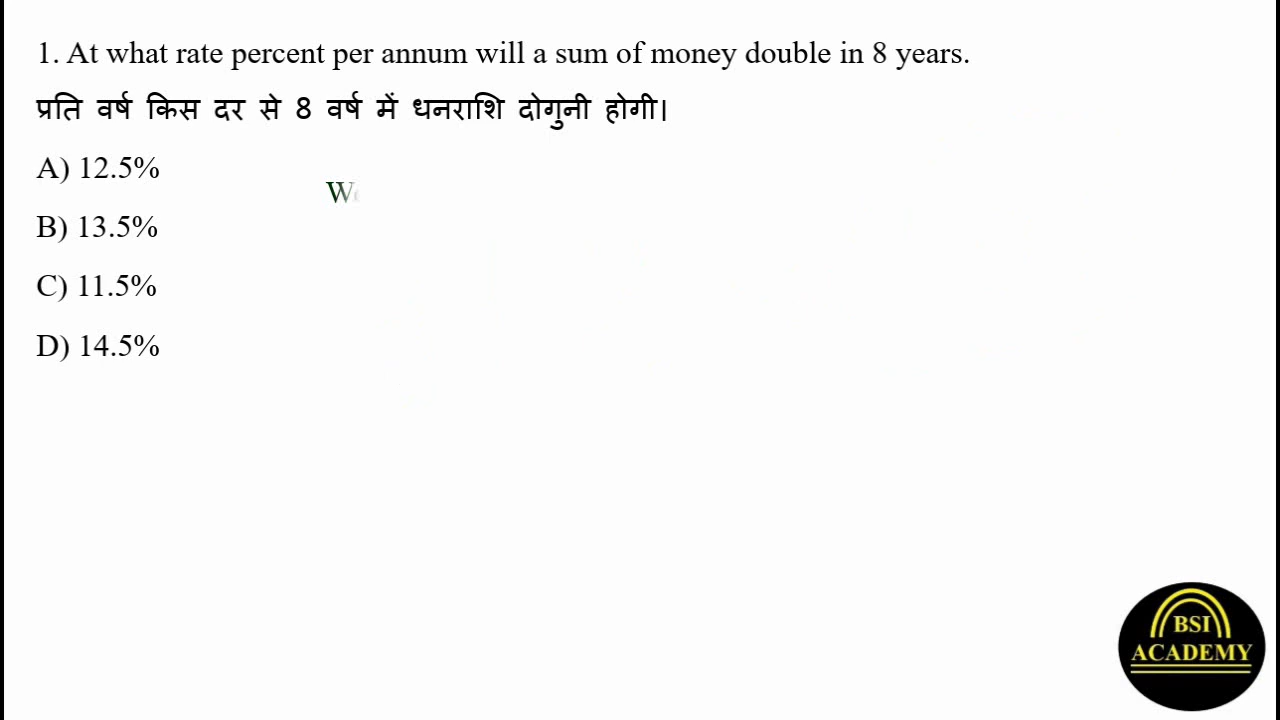 1. At what rate percent per annum will a sum of money double in 8 years.
प्रति वर्ष किस दर से 8 वर्ष में धनराशि दोगुनी होगी।
A) 12.5%
B) 13.5%
C) 11.5%
D) 14.5%
BSI
ACADEMY